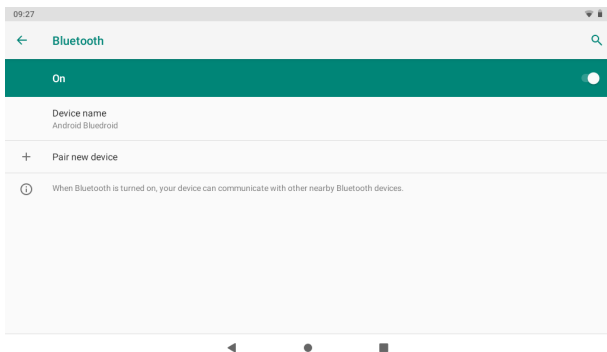 09:27
Bluetooth
On
Device name
Android Bluedroid
Pair new device
When Bluetooth is turned on, your device can communicate with other nearby Bluetooth devices.